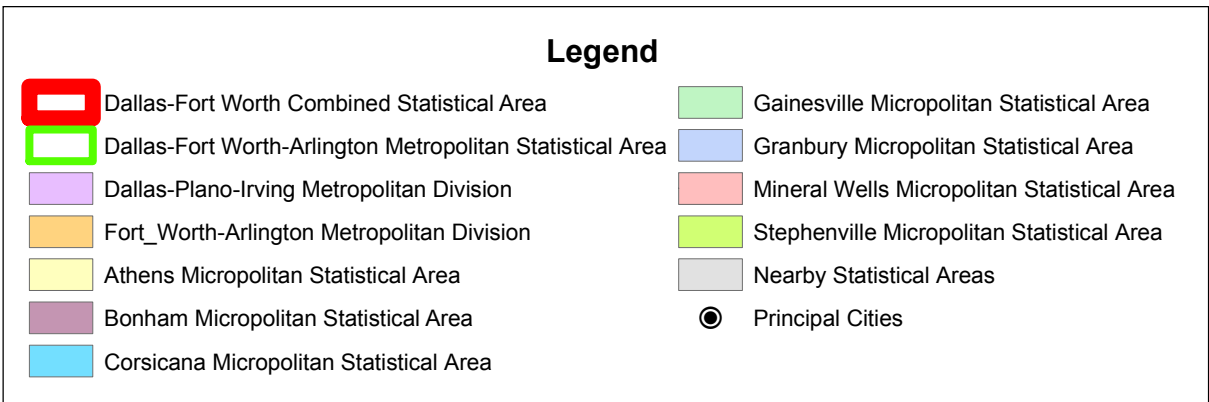 Legend
Dallas-Fort Worth Combined Statistical Area
Dallas-Fort Worth-Arlington Metropolitan Statistical Area
Dallas-Plano-Irving Metropolitan Division
Fort_Worth-Arlington Metropolitan Division
Athens Micropolitan Statistical Area
Bonham Micropolitan Statistical Area
Corsicana Micropolitan Statistical Area
Gainesville Micropolitan Statistical Area
Granbury Micropolitan Statistical Area
Mineral Wells Micropolitan Statistical Area
Stephenville Micropolitan Statistical Area
Nearby Statistical Areas
Principal Cities